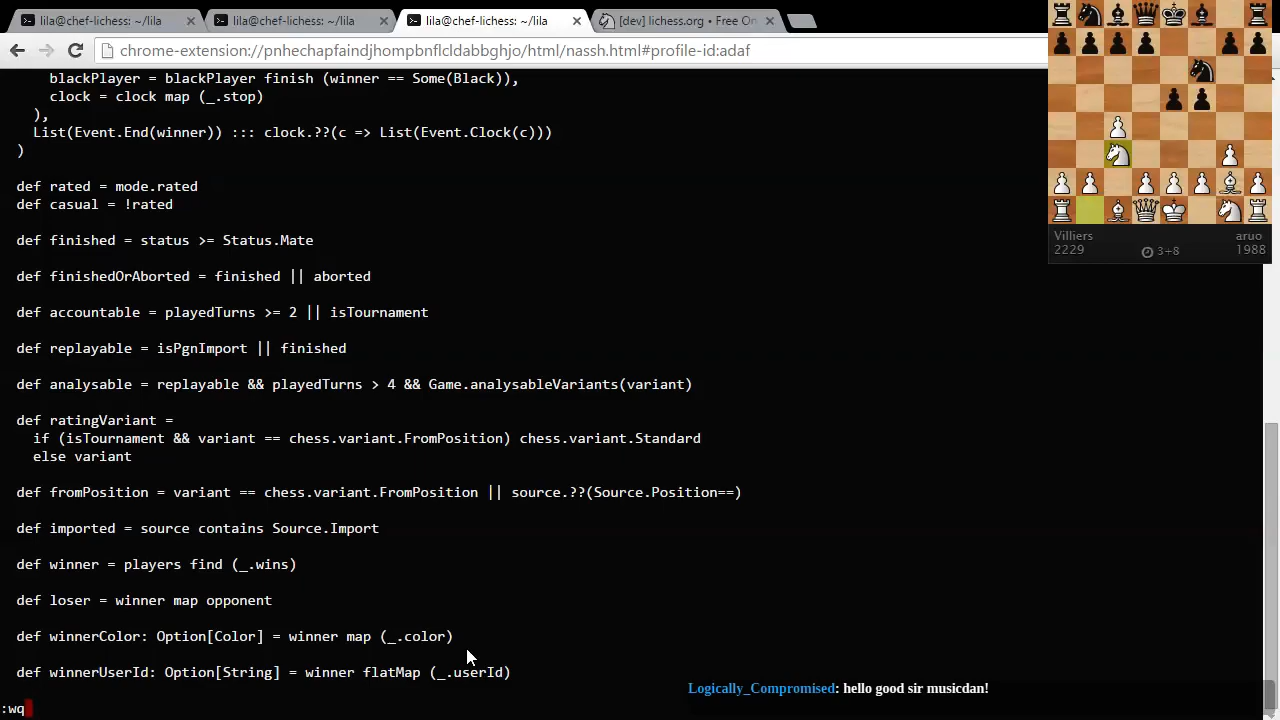 lila@chef-lichess: ~/lila
lila@chef-lichess: ~/lila
lila@chef-lichess: ~/lila
[dev] lichess.org • Free On
chrome-extension://pnhechapfaindjhompbnflcldabbghjo/html/nassh.html#profile-id:adaf
blackPlayer = blackPlayer finish (winner == Some(Black)),
clock = clock map (_.stop)
),
List(Event.End(winner)) ::: clock.??(c => List(Event.Clock(c)))
)
def rated = mode.rated
def casual = !rated
def finished = status >= Status.Mate
def finishedOrAborted = finished || aborted
def accountable = playedTurns >= 2 || isTournament
def replayable = isPgnImport || finished
def analysable = replayable && playedTurns > 4 && Game.analysableVariants(variant)
def ratingVariant =
if (isTournament && variant == chess.variant.FromPosition) chess.variant.Standard
else variant
def fromPosition = variant == chess.variant.FromPosition || source.??(Source.Position==)
def imported = source contains Source.Import
def winner = players find (_.wins)
def loser = winner map opponent
def winnerColor: Option[Color] = winner map (_.color)
def winnerUserId: Option[String] = winner flatMap (_.userId)
:wq
Villiers aruo
2229 3+8 1988
Logically_Compromised: hello good sir musicdan!